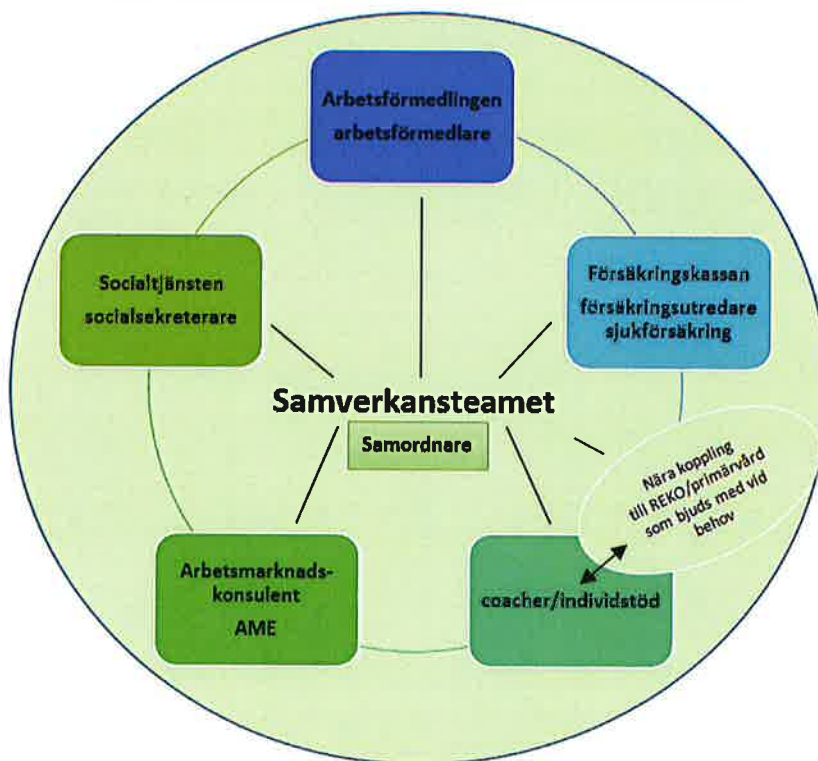 Arbetsförmedlingen
arbetsförmedlare
Socialtjänsten
socialsekreterare
Försäkringskassan
försäkringsutredare
sjukförsäkring
Samverkansteamet
Samordnare
Nära koppling
till REKO/primärvård
som bjuds med vid
behov
Arbetsmarknads-
konsulent
AME
coacher/individstöd